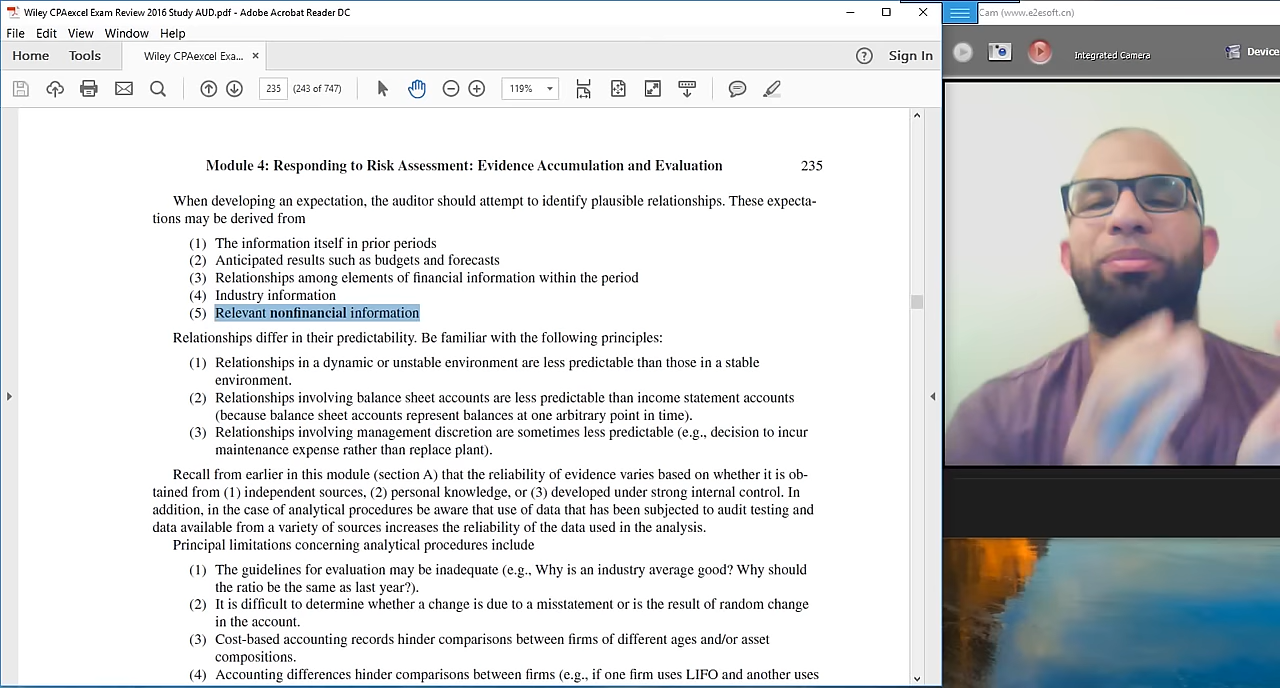 Wiley CPAexcel Exam Review 2016 Study AUD.pdf - Adobe Acrobat Reader DC
Cam (www.e2esoft.cn)
File Edit View Window Help
Home Tools Wiley CPAexcel Exa... × Sign In
Integrated Camera
Device
235 (243 of 747) 119%
Module 4: Responding to Risk Assessment: Evidence Accumulation and Evaluation 235
When developing an expectation, the auditor should attempt to identify plausible relationships. These expecta-
tions may be derived from
(1) The information itself in prior periods
(2) Anticipated results such as budgets and forecasts
(3) Relationships among elements of financial information within the period
(4) Industry information
(5) Relevant nonfinancial information
Relationships differ in their predictability. Be familiar with the following principles:
(1) Relationships in a dynamic or unstable environment are less predictable than those in a stable
environment.
(2) Relationships involving balance sheet accounts are less predictable than income statement accounts
(because balance sheet accounts represent balances at one arbitrary point in time).
(3) Relationships involving management discretion are sometimes less predictable (e.g., decision to incur
maintenance expense rather than replace plant).
Recall from earlier in this module (section A) that the reliability of evidence varies based on whether it is ob-
tained from (1) independent sources, (2) personal knowledge, or (3) developed under strong internal control. In
addition, in the case of analytical procedures be aware that use of data that has been subjected to audit testing and
data available from a variety of sources increases the reliability of the data used in the analysis.
Principal limitations concerning analytical procedures include
(1) The guidelines for evaluation may be inadequate (e.g., Why is an industry average good? Why should
the ratio be the same as last year?).
(2) It is difficult to determine whether a change is due to a misstatement or is the result of random change
in the account.
(3) Cost-based accounting records hinder comparisons between firms of different ages and/or asset
compositions.
(4) Accounting differences hinder comparisons between firms (e.g., if one firm uses LIFO and another uses